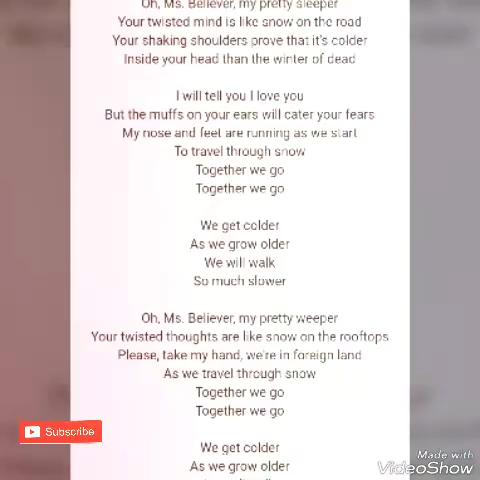 Oh, Ms. Believer, my pretty sleeper
Your twisted mind is like snow on the road
Your shaking shoulders prove that it's colder
Inside your head than the winter of dead
I will tell you I love you
But the muffs on your ears will cater your fears
My nose and feet are running as we start
To travel through snow
Together we go
Together we go
We get colder
As we grow older
We will walk
So much slower
Oh, Ms. Believer, my pretty weeper
Your twisted thoughts are like snow on the rooftops
Please, take my hand, we're in foreign land
As we travel through snow
Together we go
Together we go
We get colder
As we grow older
Subscribe
Made with
VideoShow